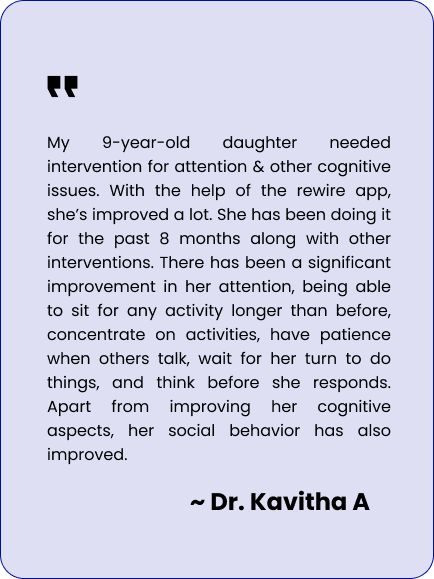 "
My 9-year-old daughter needed
intervention for attention & other cognitive
issues. With the help of the rewire app,
she’s improved a lot. She has been doing it
for the past 8 months along with other
interventions. There has been a significant
improvement in her attention, being able
to sit for any activity longer than before,
concentrate on activities, have patience
when others talk, wait for her turn to do
things, and think before she responds.
Apart from improving her cognitive
aspects, her social behavior has also
improved.
~ Dr. Kavitha A